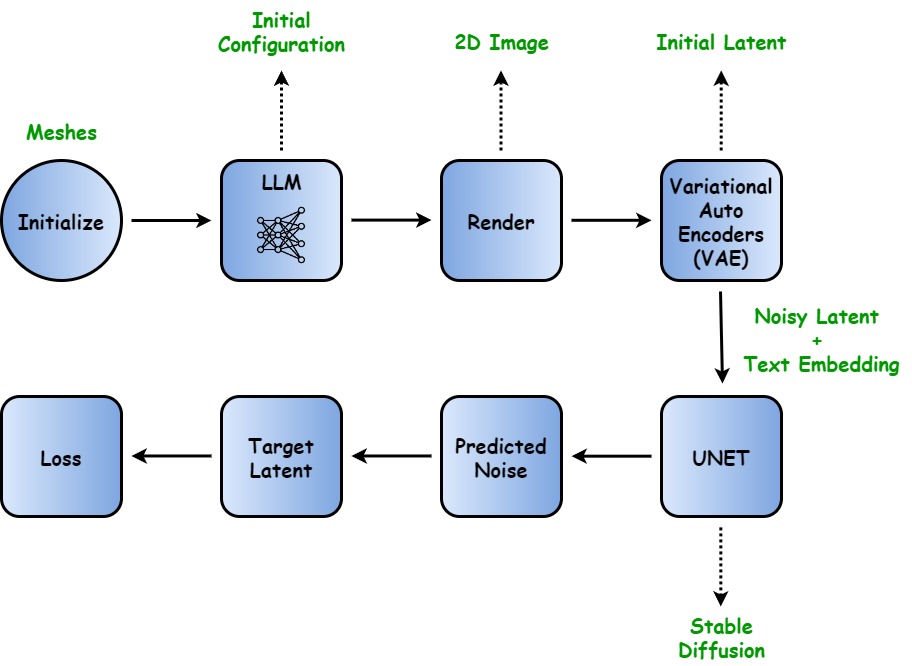 Initial
Configuration
2D Image
Initial Latent
Meshes
Initialize
LLM
Render
Variational
Auto
Encoders
(VAE)
Noisy Latent
+
Text Embedding
Loss
Target
Latent
Predicted
Noise
UNET
Stable
Diffusion